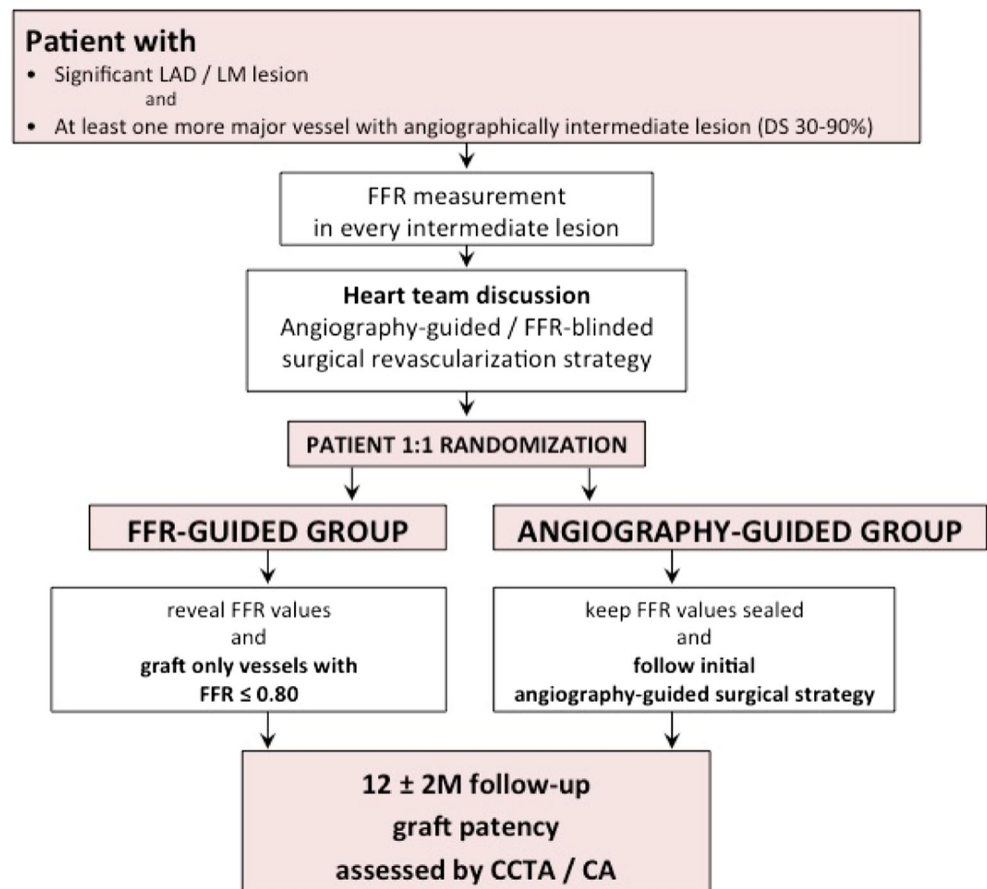 Patient with
• Significant LAD / LM lesion
and
• At least one more major vessel with angiographically intermediate lesion (DS 30-90%)
FFR measurement
in every intermediate lesion
Heart team discussion
Angiography-guided / FFR-blinded
surgical revascularization strategy
PATIENT 1:1 RANDOMIZATION
FFR-GUIDED GROUP
reveal FFR values
and
graft only vessels with
FFR ≤ 0.80
ANGIOGRAPHY-GUIDED GROUP
keep FFR values sealed
and
follow initial
angiography-guided surgical strategy
12 ± 2M follow-up
graft patency
assessed by CCTA / CA